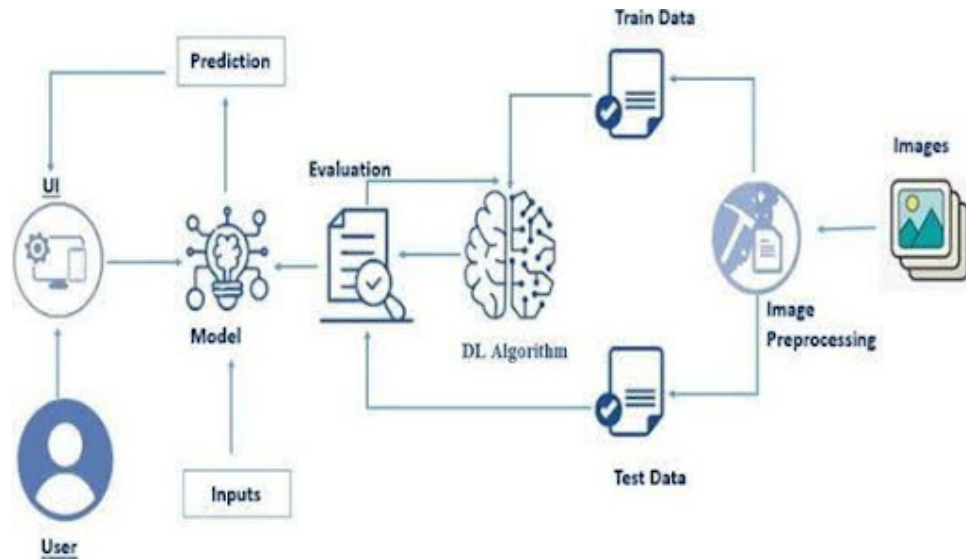 Train Data
Prediction
Images
Evaluation
UI
Image
Preprocessing
Model
DL Algorithm
Test Data
Inputs
User